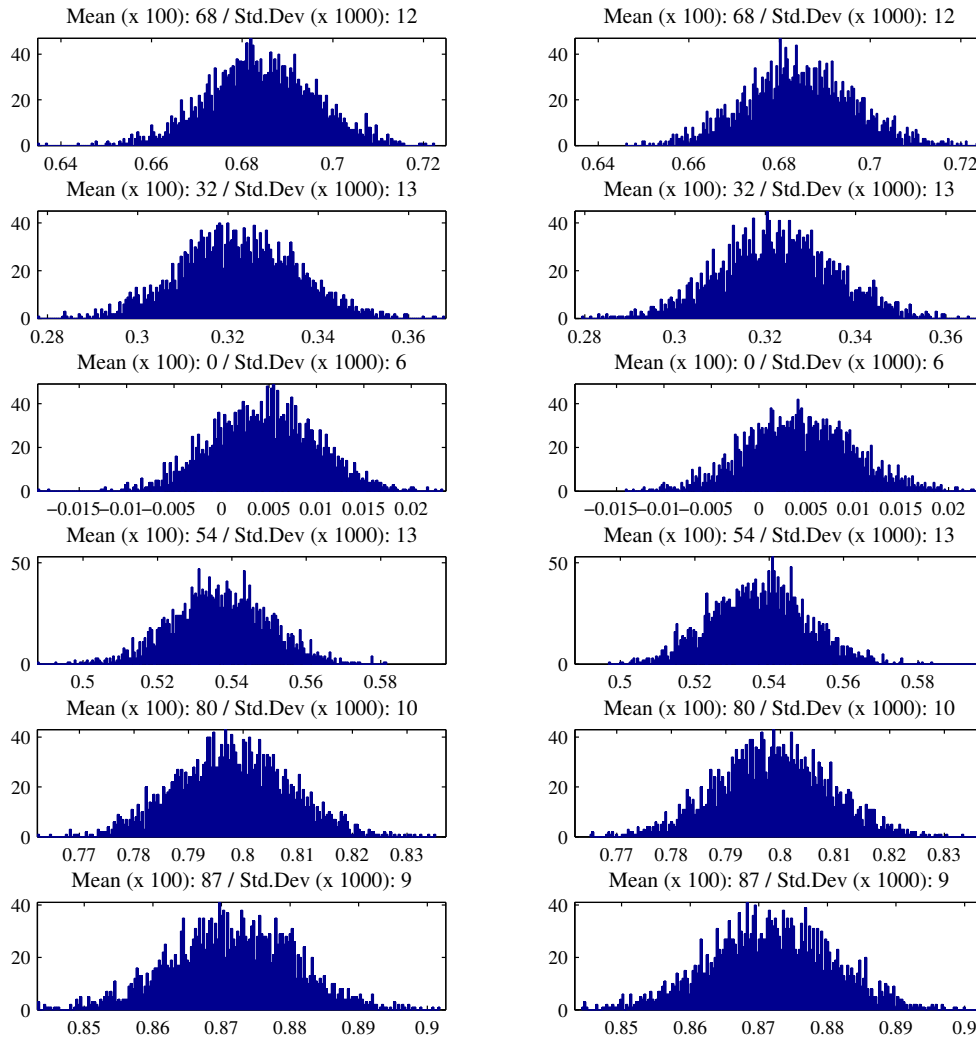 Mean (x 100): 68 / Std.Dev (x 1000): 12
40
20
0
0.64 0.66 0.68 0.7 0.72
Mean (x 100): 68 / Std.Dev (x 1000): 12
40
20
0
0.64 0.66 0.68 0.7 0.72
Mean (x 100): 32 / Std.Dev (x 1000): 13
40
20
0
0.28 0.3 0.32 0.34 0.36
Mean (x 100): 32 / Std.Dev (x 1000): 13
40
20
0
0.28 0.3 0.32 0.34 0.36
Mean (x 100): 0 / Std.Dev (x 1000): 6
40
20
0
−0.015 −0.01 −0.005 0 0.005 0.01 0.015 0.02
Mean (x 100): 0 / Std.Dev (x 1000): 6
40
20
0
−0.015 −0.01 −0.005 0 0.005 0.01 0.015 0.02
Mean (x 100): 54 / Std.Dev (x 1000): 13
50
0
0.5 0.52 0.54 0.56 0.58
Mean (x 100): 54 / Std.Dev (x 1000): 13
50
0
0.5 0.52 0.54 0.56 0.58
Mean (x 100): 80 / Std.Dev (x 1000): 10
40
20
0
0.77 0.78 0.79 0.8 0.81 0.82 0.83
Mean (x 100): 80 / Std.Dev (x 1000): 10
40
20
0
0.77 0.78 0.79 0.8 0.81 0.82 0.83
Mean (x 100): 87 / Std.Dev (x 1000): 9
40
20
0
0.85 0.86 0.87 0.88 0.89 0.9
Mean (x 100): 87 / Std.Dev (x 1000): 9
40
20
0
0.85 0.86 0.87 0.88 0.89 0.9